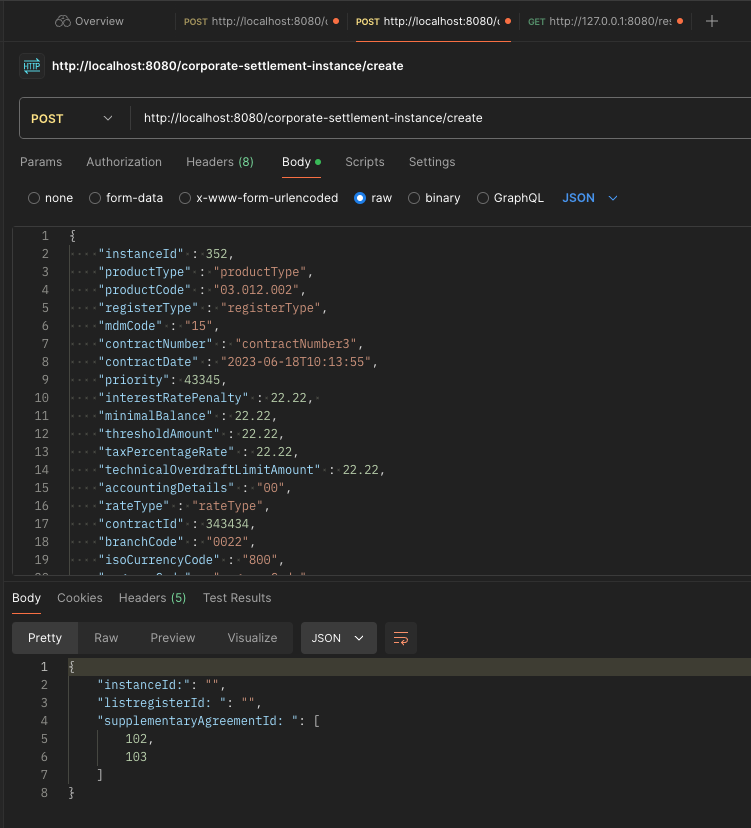 Overview
POST http://localhost:8080/c
POST http://localhost:8080/c
GET http://127.0.0.1:8080/res
HTTP http://localhost:8080/corporate-settlement-instance/create
POST http://localhost:8080/corporate-settlement-instance/create
Params Authorization Headers (8) Body Scripts Settings
none form-data x-www-form-urlencoded raw binary GraphQL JSON
1 {
2 "instanceId" : 352,
3 "productType" : "productType",
4 "productCode" : "03.012.002",
5 "registerType" : "registerType",
6 "mdmCode" : "15",
7 "contractNumber" : "contractNumber3",
8 "contractDate" : "2023-06-18T10:13:55",
9 "priority": 43345,
10 "interestRatePenalty" : 22.22,
11 "minimalBalance" : 22.22,
12 "thresholdAmount" : 22.22,
13 "taxPercentageRate" : 22.22,
14 "technicalOverdraftLimitAmount" : 22.22,
15 "accountingDetails" : "00",
16 "rateType" : "rateType",
17 "contractId" : 343434,
18 "branchCode" : "0022",
19 "isoCurrencyCode" : "800",
Body Cookies Headers (5) Test Results
Pretty Raw Preview Visualize JSON
1 {
2 "instanceId:": "",
3 "listregisterId: ": "",
4 "supplementaryAgreementId: ": [
5 102,
6 103
7 ]
8 }